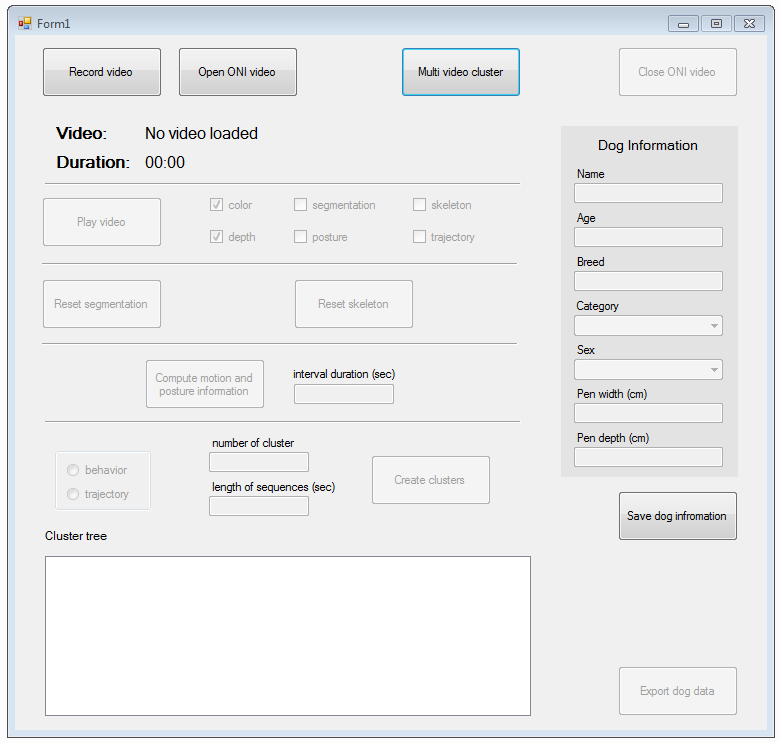 Form1
Record video
Open ONI video
Multi video cluster
Close ONI video
Video: No video loaded
Duration: 00:00
Play video
color
segmentation
skeleton
depth
posture
trajectory
Reset segmentation
Reset skeleton
Compute motion and
posture information
interval duration (sec)
behavior
trajectory
number of cluster
length of sequences (sec)
Create clusters
Cluster tree
Dog Information
Name
Age
Breed
Category
Sex
Pen width (cm)
Pen depth (cm)
Save dog infromation
Export dog data